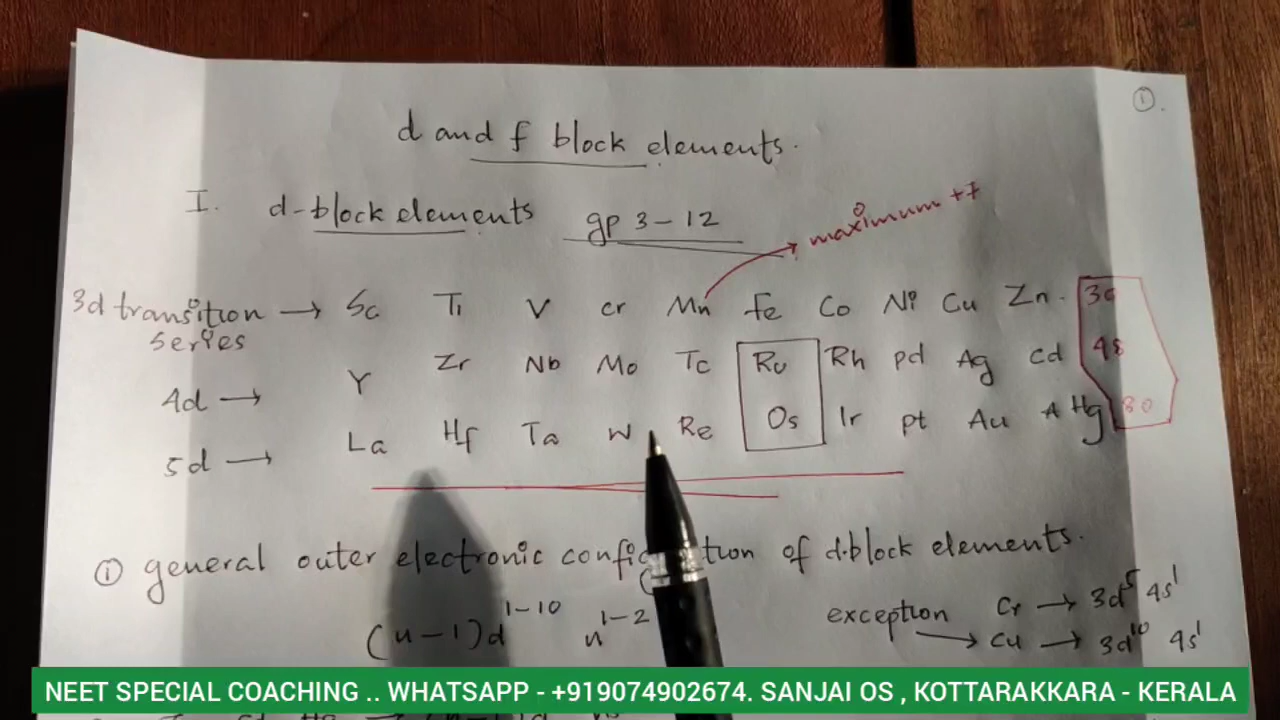 ①.
d and f block elements.
I. d-block elements gp 3-12
maximum +7
3d transition series → Sc Ti V cr Mn Fe Co Ni Cu Zn. 30
4d → Y Zr Nb Mo Tc Ru Rh pd Ag Cd 48
5d → La Hf Ta W Re Os Ir pt Au Hg 80
① general outer electronic configuration of d.block elements.
(n-1)d¹⁻¹⁰ n ¹⁻²
exception Cr → 3d⁵ 4s¹
→ Cu → 3d¹⁰ 4s¹
NEET SPECIAL COACHING .. WHATSAPP - +919074902674. SANJAI OS , KOTTARAKKARA - KERALA